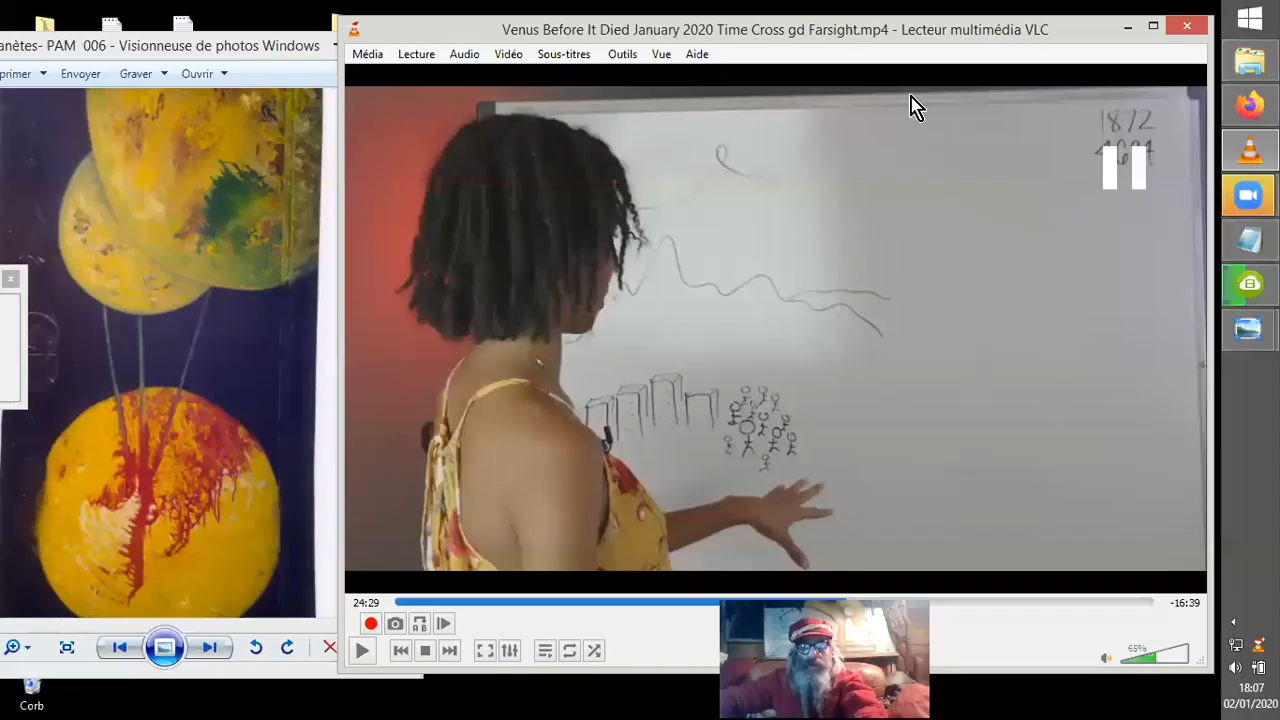 anètes- PAM 006 - Visionneuse de photos Windows
primer Envoyer Graver Ouvrir
Venus Before It Died January 2020 Time Cross gd Farsight.mp4 - Lecteur multimédia VLC
Média Lecture Audio Vidéo Sous-titres Outils Vue Aide
1872
24:29
-16:39
A B
65%
Corb
18:07
02/01/2020